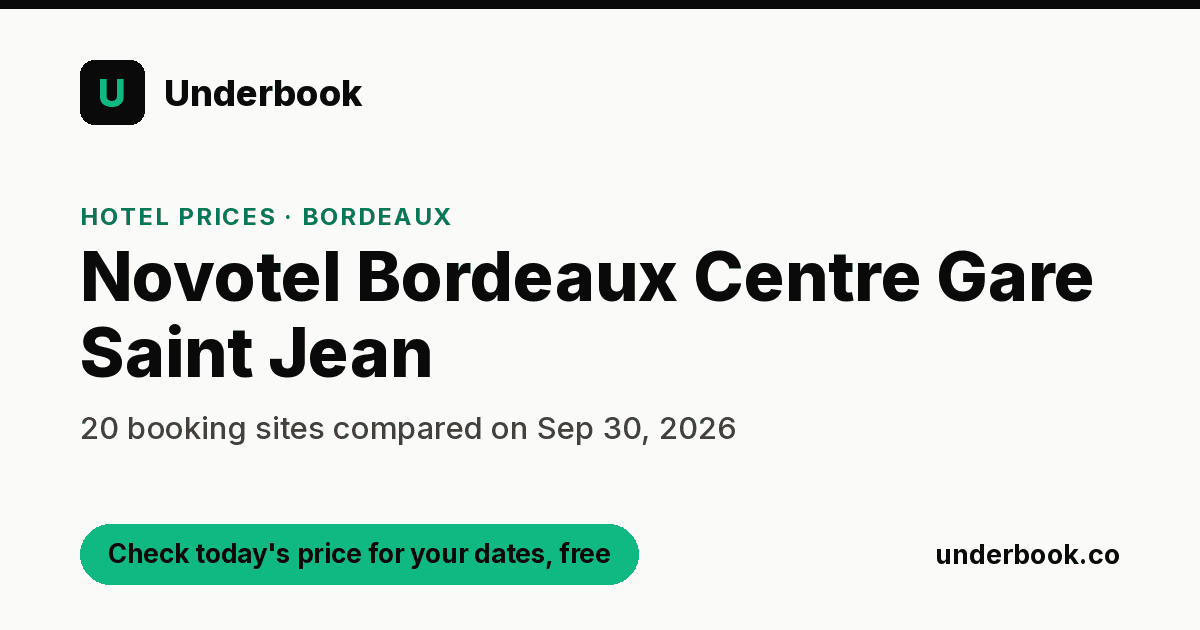 U Underbook
HOTEL PRICES · BORDEAUX
Novotel Bordeaux Centre Gare
Saint Jean
20 booking sites compared on Sep 30, 2026
Check today's price for your dates, free
underbook.co